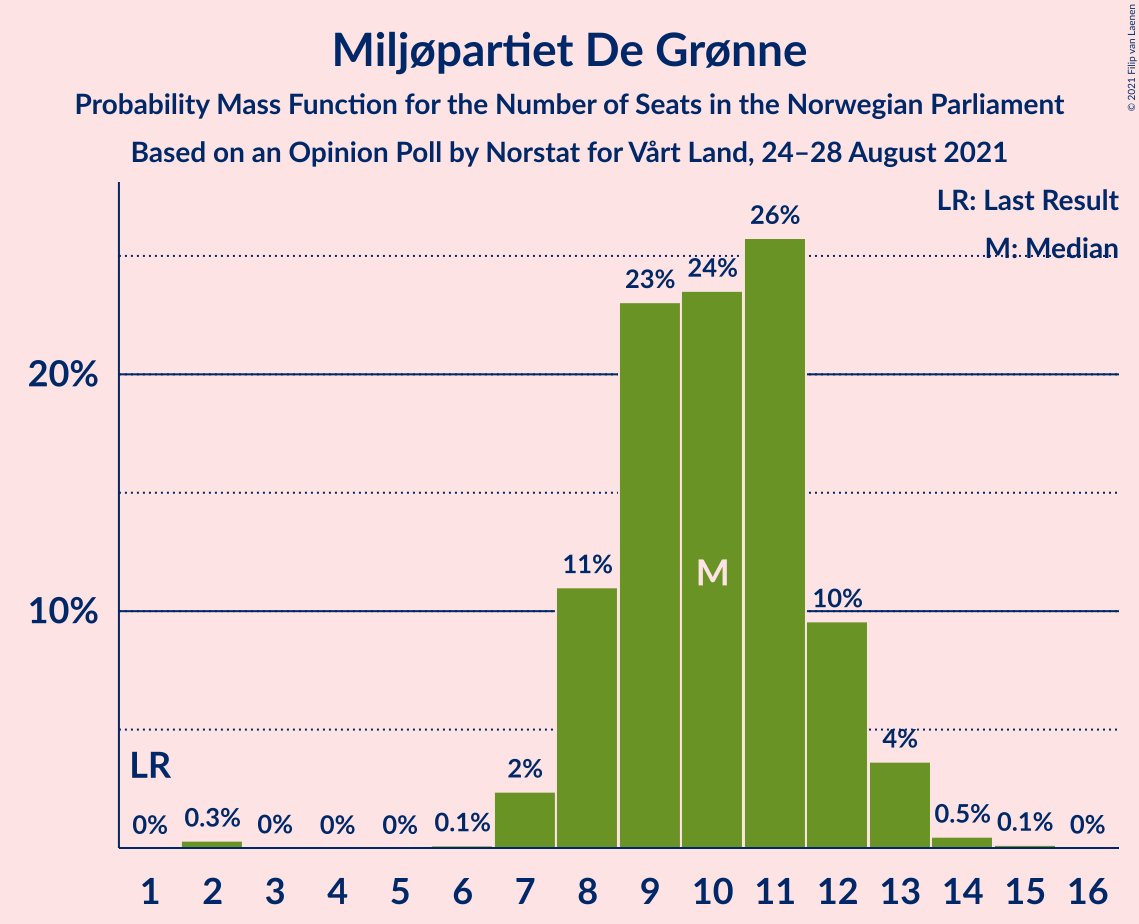 Miljøpartiet De Grønne
Probability Mass Function for the Number of Seats in the Norwegian Parliament
Based on an Opinion Poll by Norstat for Vårt Land, 24–28 August 2021
© 2021 Filip van Laenen
LR: Last Result
M: Median
20%
10%
LR
M
0% 0.3% 0% 0% 0% 0.1% 2% 11% 23% 24% 26% 10% 4% 0.5% 0.1% 0%
1 2 3 4 5 6 7 8 9 10 11 12 13 14 15 16